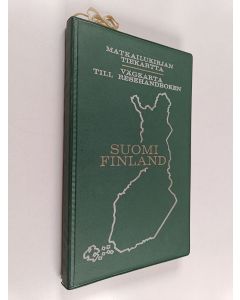 MATKAILUKIRJAN
TIEKARTTA
VÄGKARTA
TILL RESEHANDBOKEN
SUOMI
FINLAND